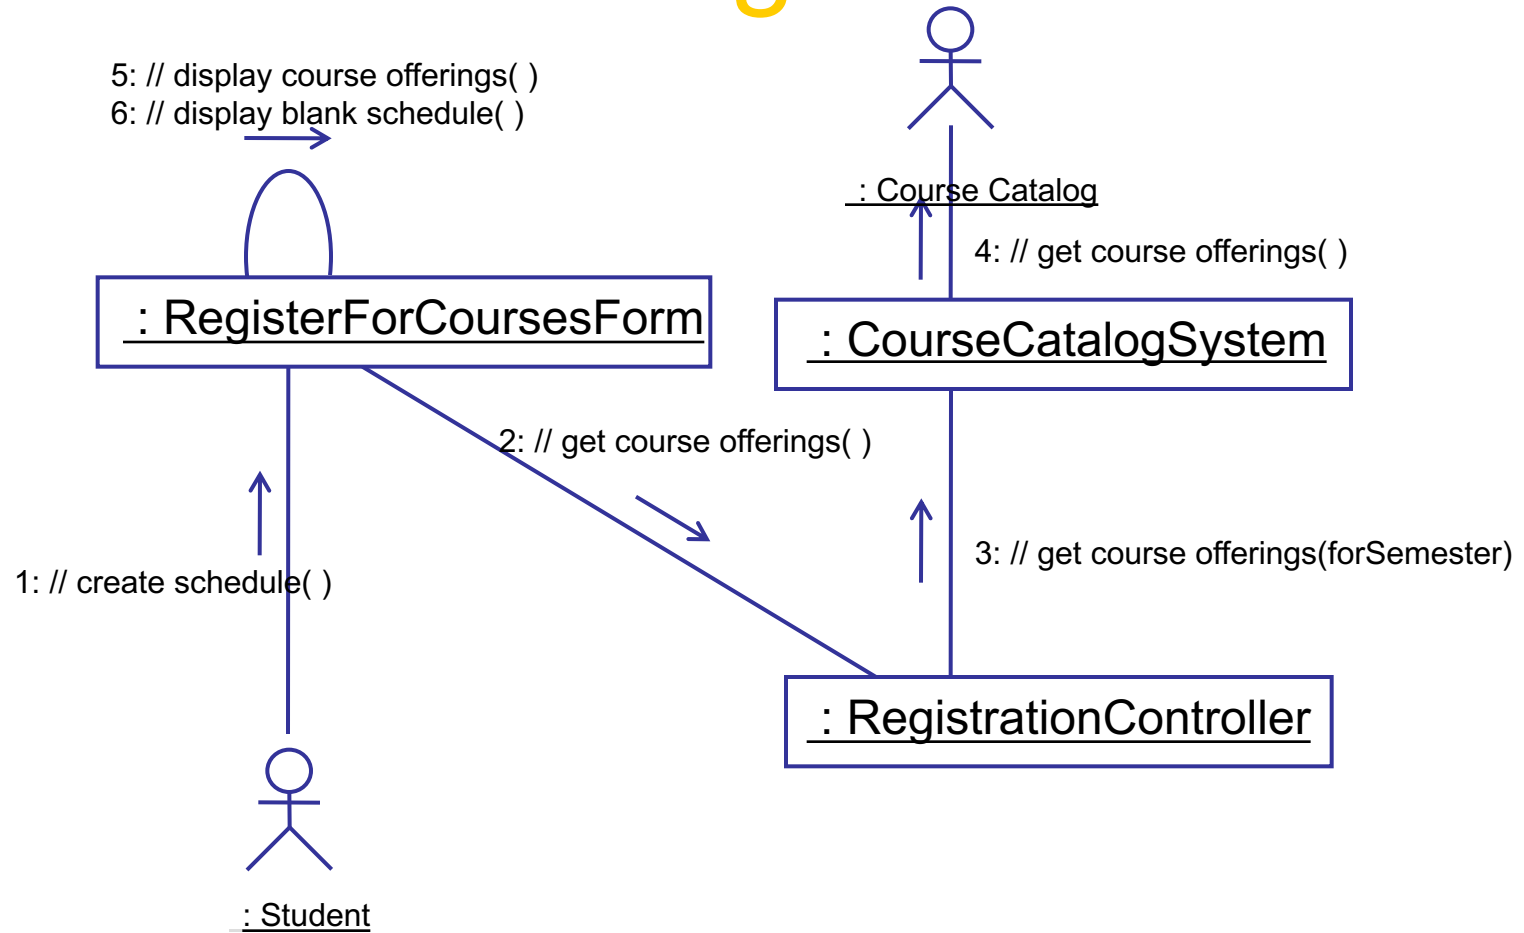 5: // display course offerings( )
6: // display blank schedule( )
: Course Catalog
4: // get course offerings( )
: RegisterForCoursesForm
: CourseCatalogSystem
2: // get course offerings( )
3: // get course offerings(forSemester)
1: // create schedule( )
: RegistrationController
: Student